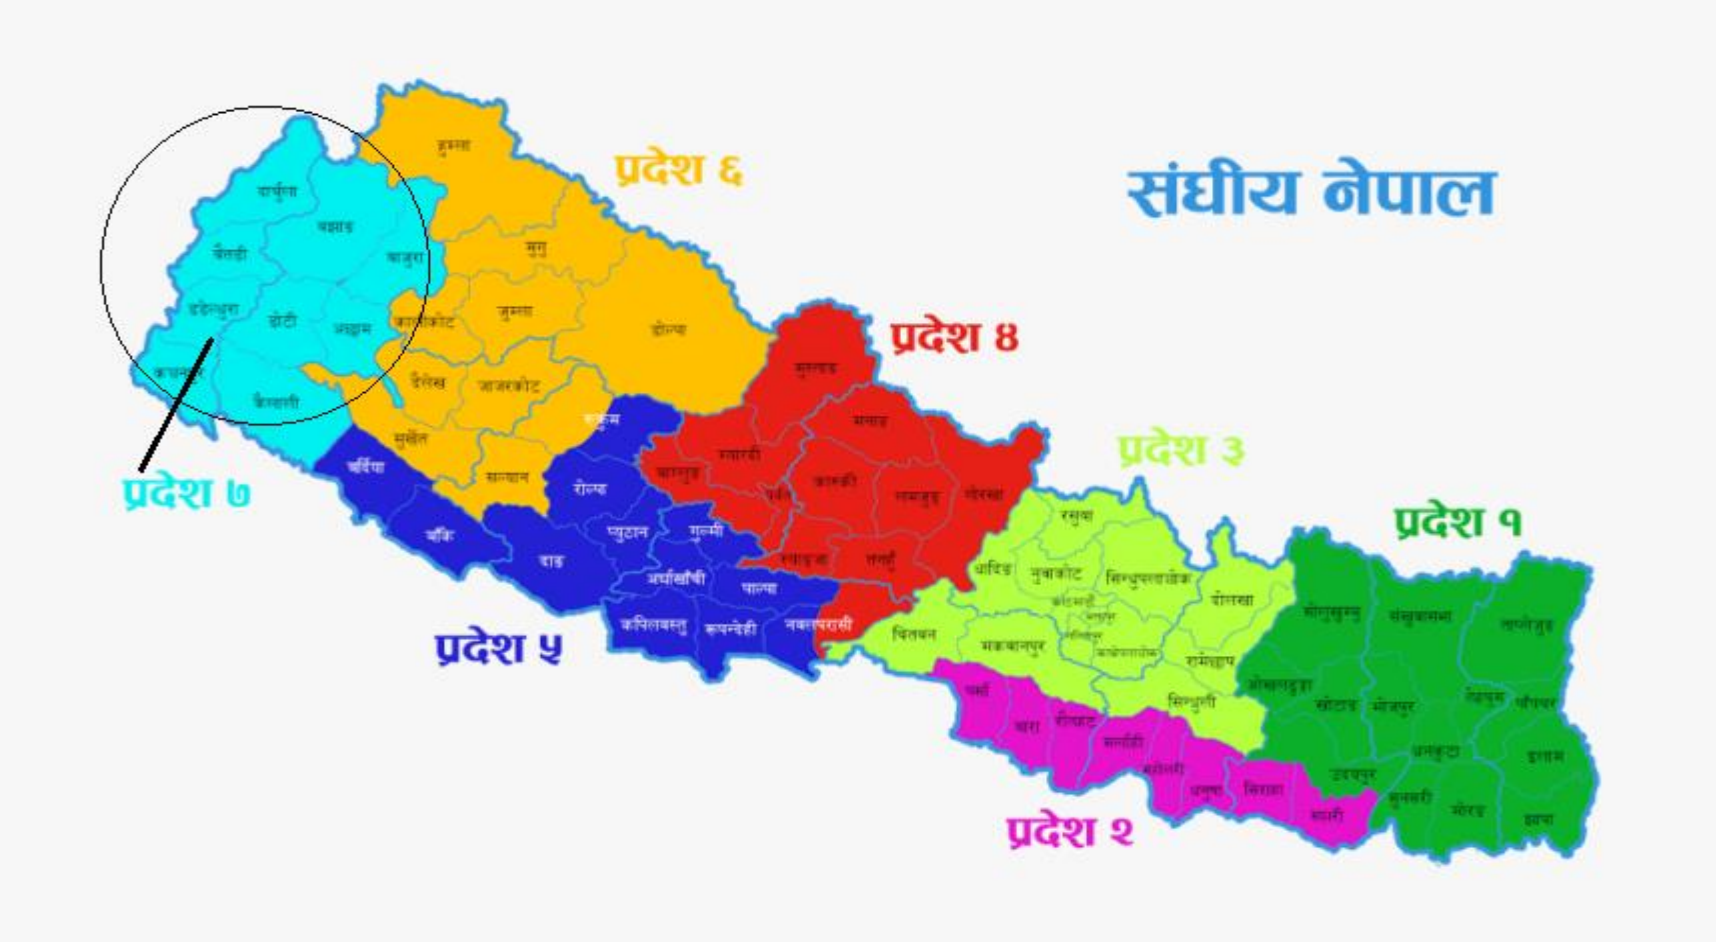 संघीय नेपाल
प्रदेश ६
हुम्ला
दार्चुला
बझाङ
बैतडी
बाजुरा
मुगु
डडेल्धुरा
डोटी
अछाम
कालीकोट
जुम्ला
डोल्पा
प्रदेश ४
कैलाली
दैलेख
जाजरकोट
मुस्ताङ
रुकुम
मनाङ
सुर्खेत
प्रदेश ३
बर्दिया
सल्यान
रोल्पा
म्याग्दी
बाग्लुङ
कास्की
लमजुङ
गोरखा
प्रदेश ७
रसुवा
प्रदेश १
बाँके
दाङ
प्युठान
गुल्मी
स्याङ्जा
तनहुँ
धादिङ
नुवाकोट
सिन्धुपलाञ्चोक
अर्घाखाँची
पाल्पा
दोलखा
सोलुखुम्बु
संखुवासभा
ताप्लेजुङ
प्रदेश ५
कपिलवस्तु
रूपन्देही
नवलपरासी
चितवन
मकवानपुर
रामेछाप
ओखलढुङ्गा
पर्सा
बारा
रौतहट
सर्लाही
सिन्धुली
खोटाङ
भोजपुर
पाँचथर
धनकुटा
इलाम
महोत्तरी
धनुषा
सिराहा
उदयपुर
सप्तरी
सुनसरी
मोरङ
झापा
प्रदेश २